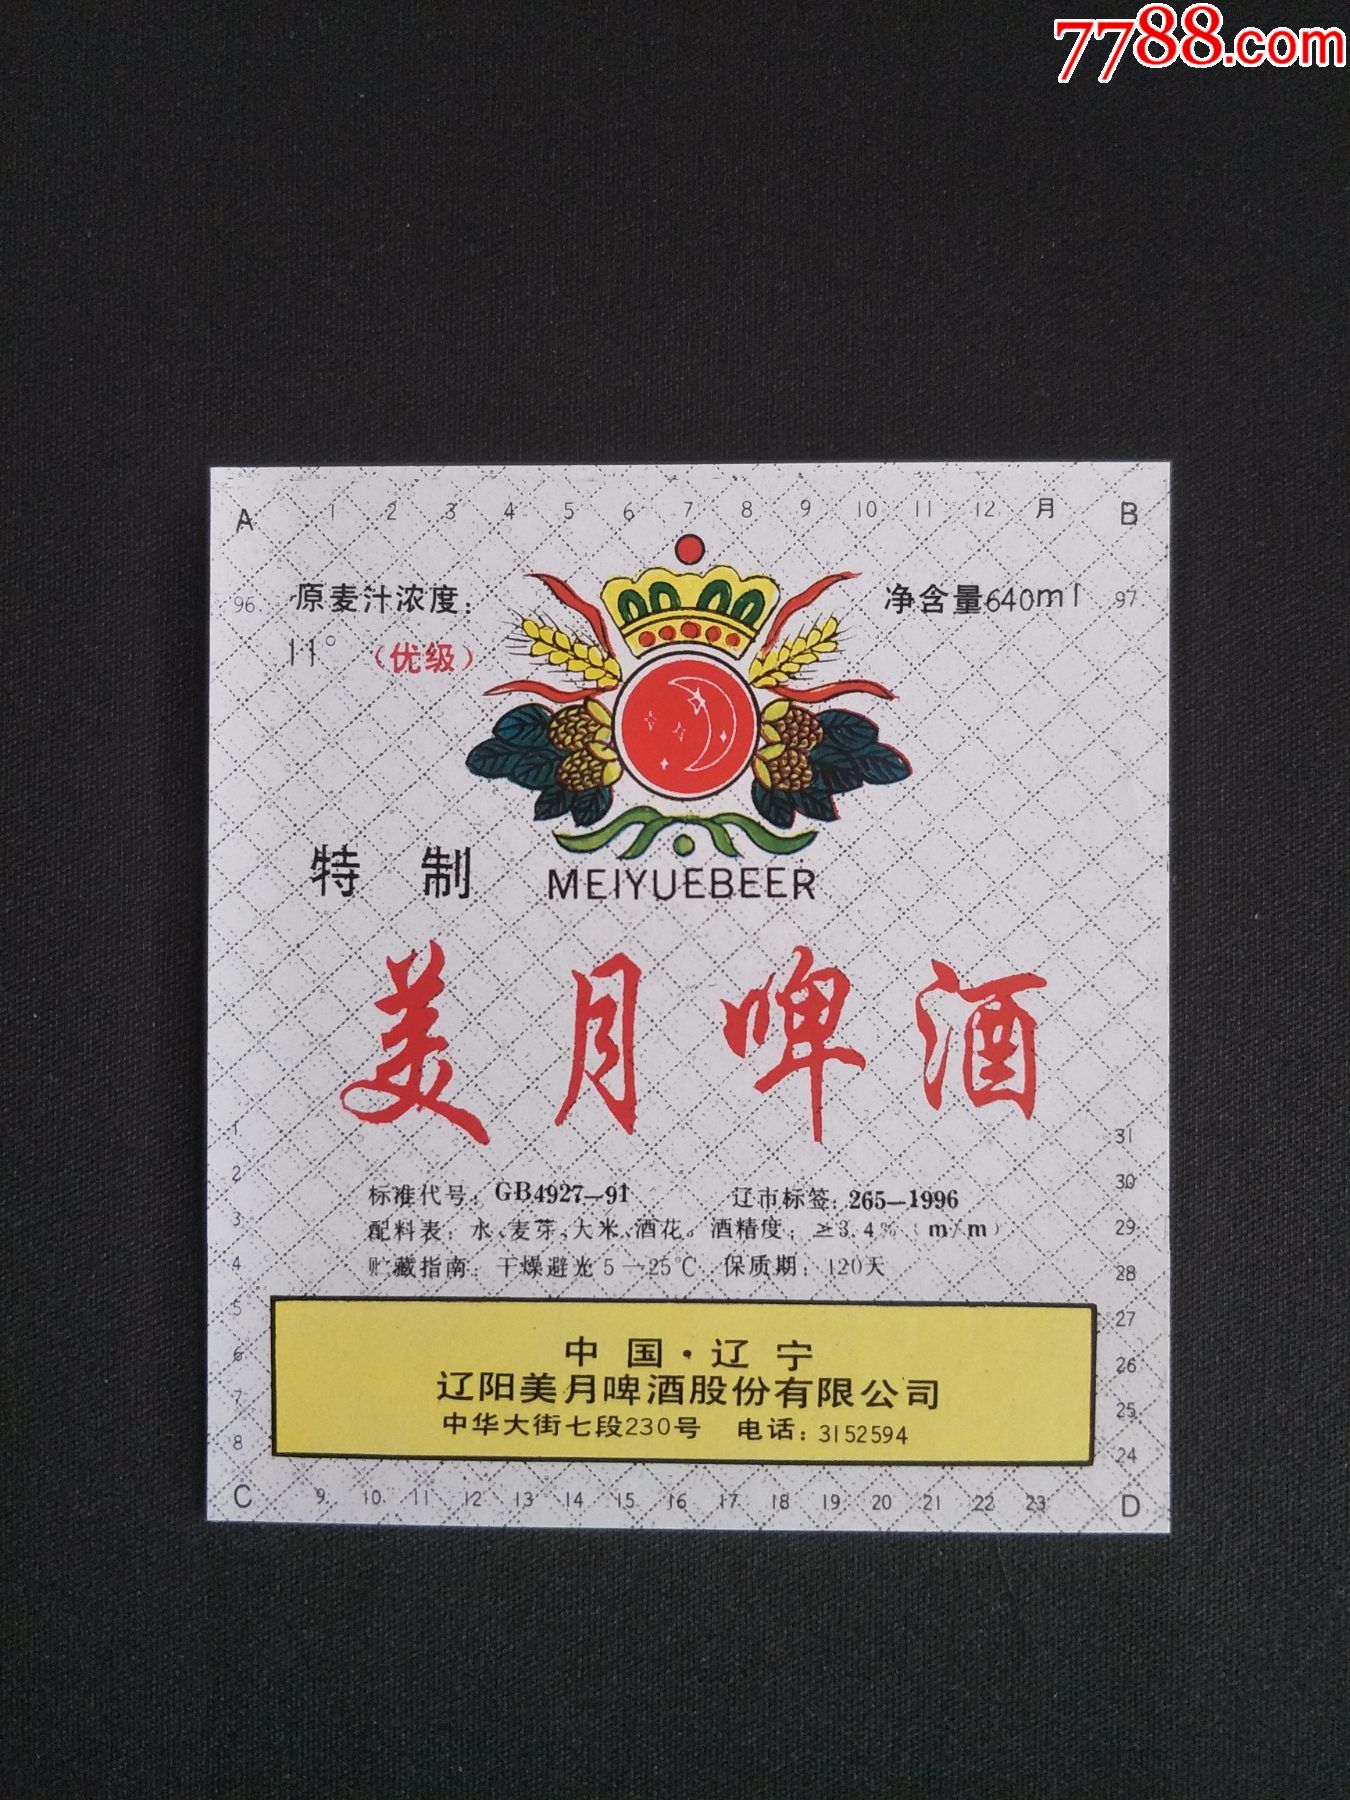 7788.com
A 1 2 3 4 5 6 7 8 9 10 11 12 月 B
96 原麦汁浓度: 净含量640ml 97
11° (优级)
特 制 MEIYUEBEER
美月啤酒
1 31
2 30
3 29
4 28
5 27
6 26
7 25
8 24
标准代号: GB4927-91 辽市标签: 265-1996
配料表: 水、麦芽、大米、酒花。酒精度: ≥3.4%(m/m)
贮藏指南: 干燥避光5-25℃ 保质期: 120天
中国·辽宁
辽阳美月啤酒股份有限公司
中华大街七段230号 电话: 3152594
C 9 10 11 12 13 14 15 16 17 18 19 20 21 22 23 D